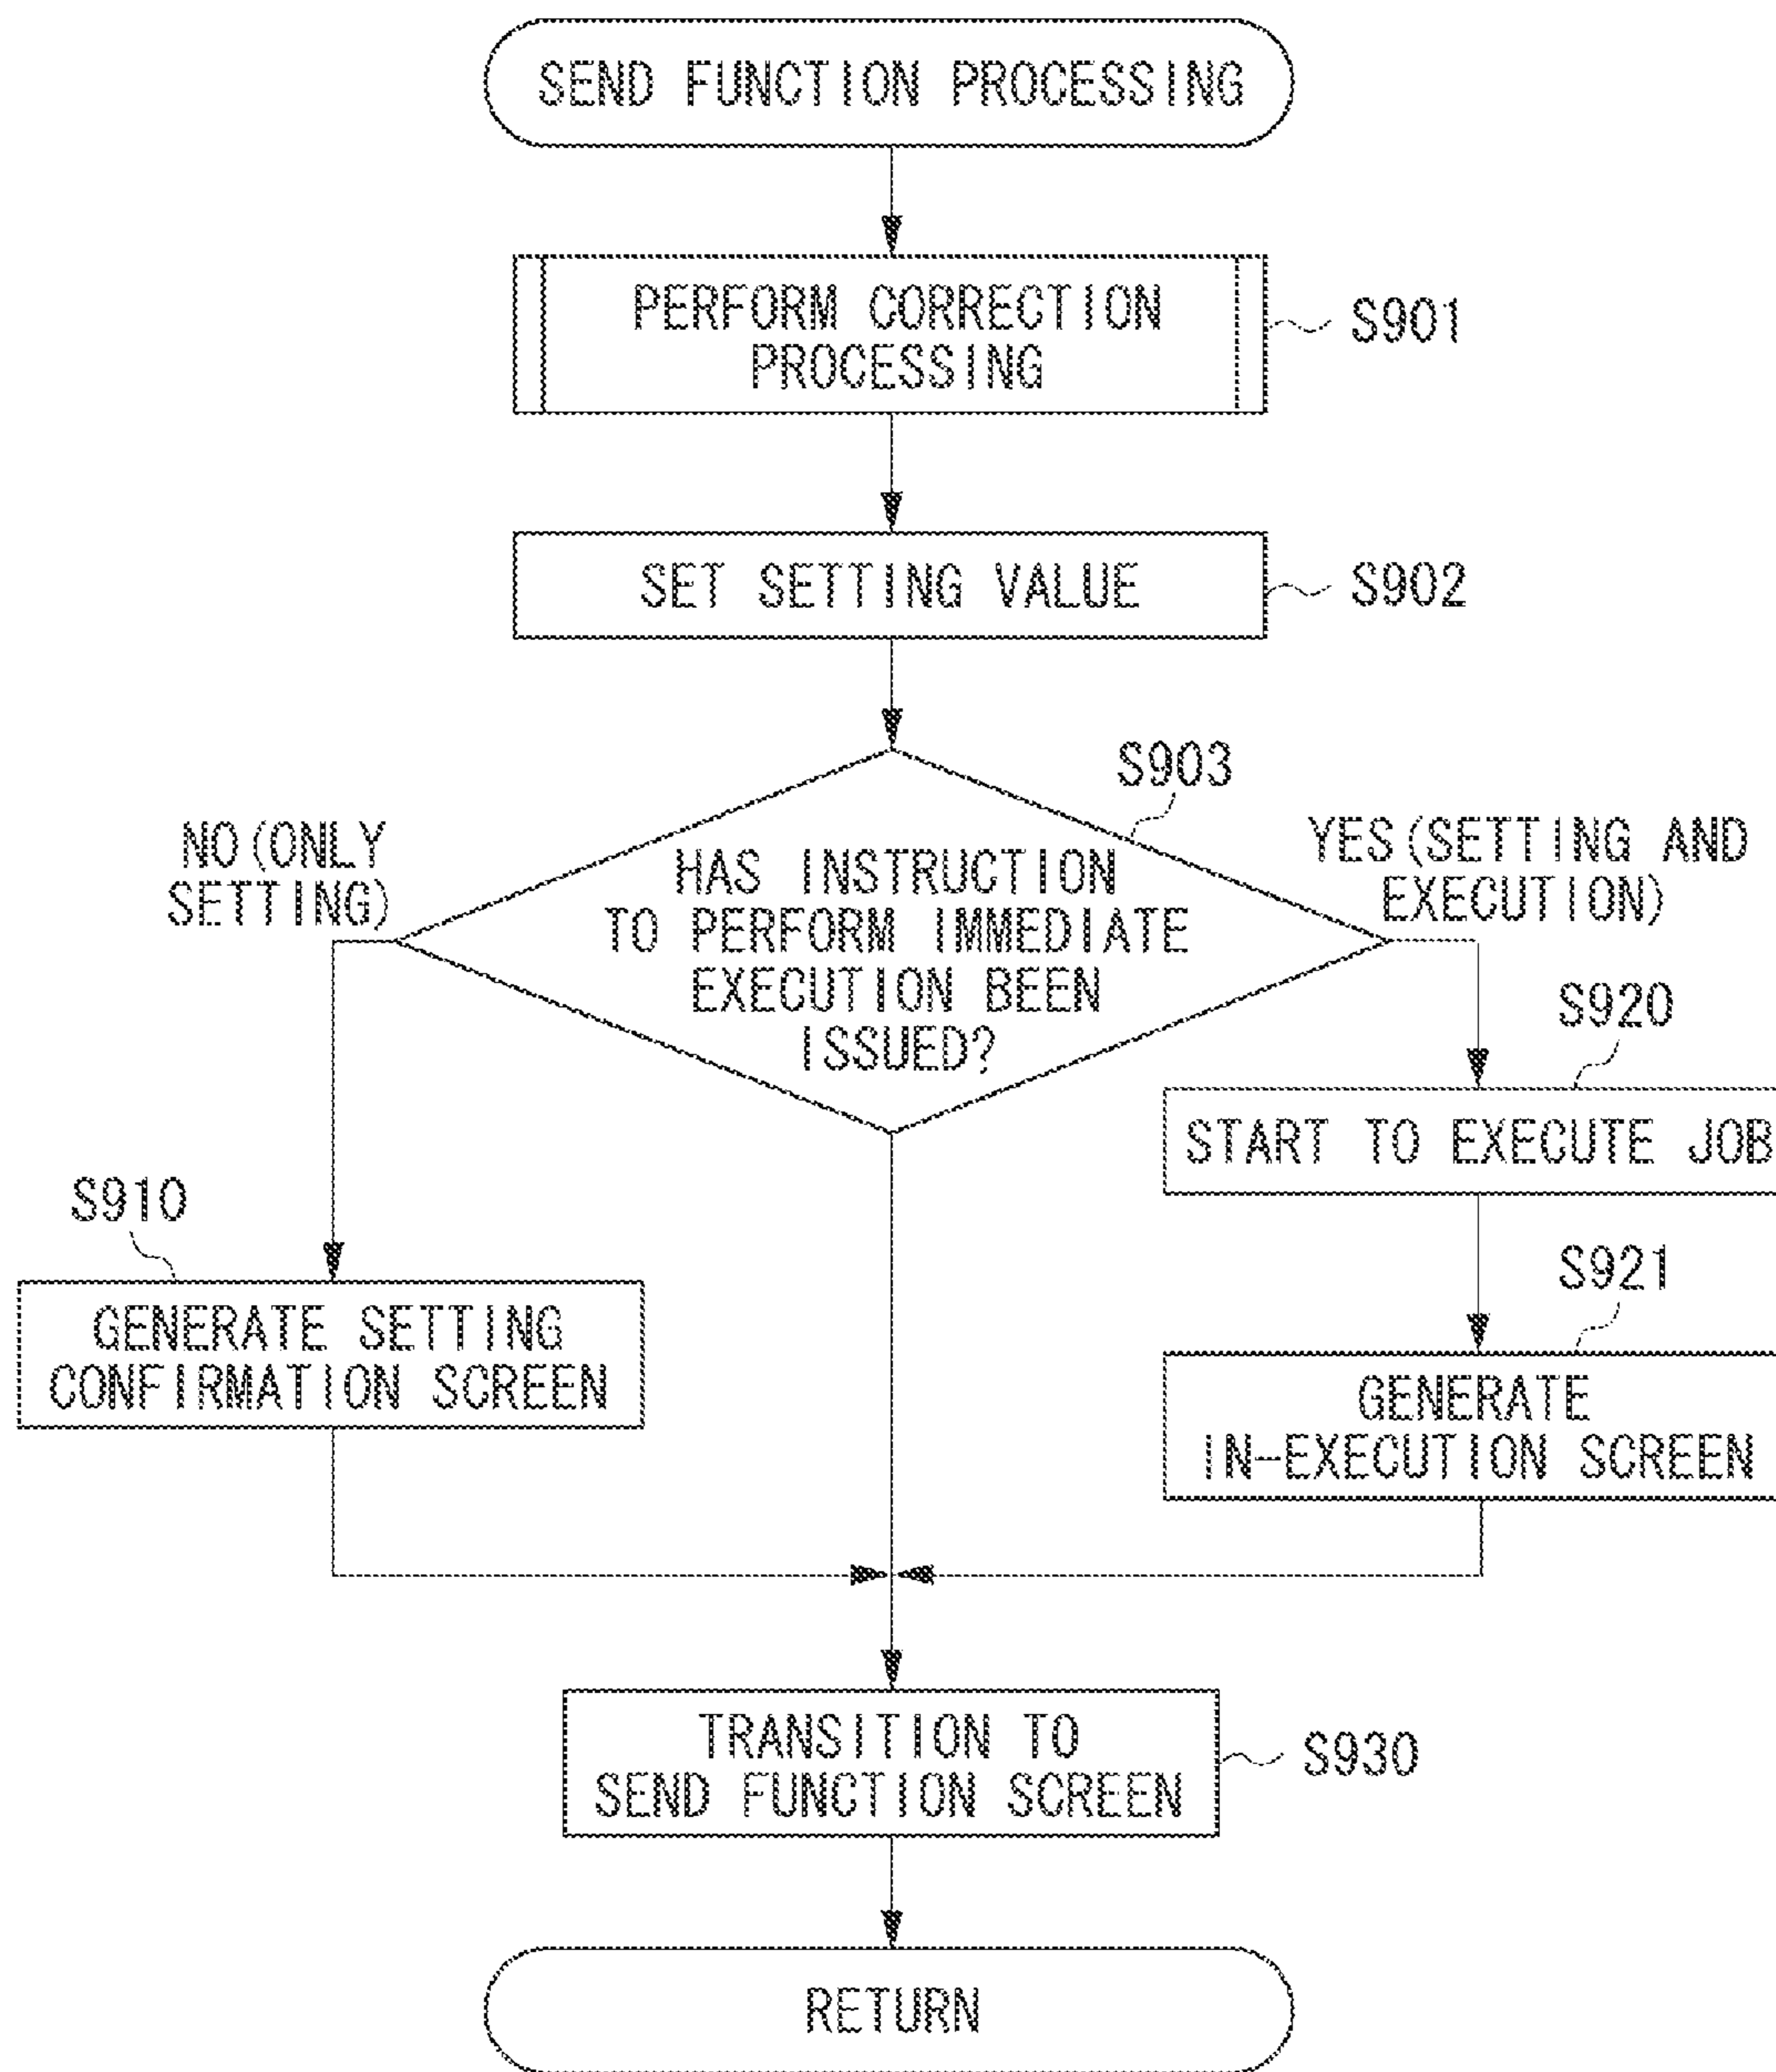 SEND FUNCTION PROCESSING
PERFORM CORRECTION
PROCESSING
S901
SET SETTING VALUE
S902
S903
NO (ONLY
SETTING)
HAS INSTRUCTION
TO PERFORM IMMEDIATE
EXECUTION BEEN
ISSUED?
YES (SETTING AND
EXECUTION)
S920
START TO EXECUTE JOB
S910
GENERATE SETTING
CONFIRMATION SCREEN
S921
GENERATE
IN-EXECUTION SCREEN
TRANSITION TO
SEND FUNCTION SCREEN
S930
RETURN